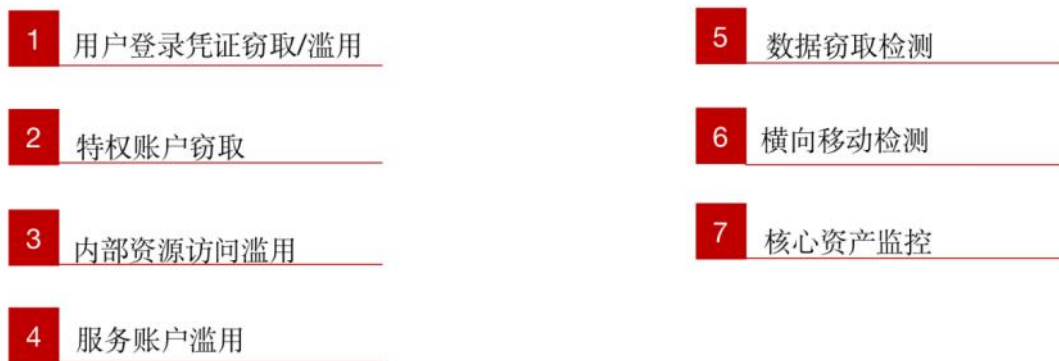 1 用户登录凭证窃取/滥用
2 特权账户窃取
3 内部资源访问滥用
4 服务账户滥用
5 数据窃取检测
6 横向移动检测
7 核心资产监控